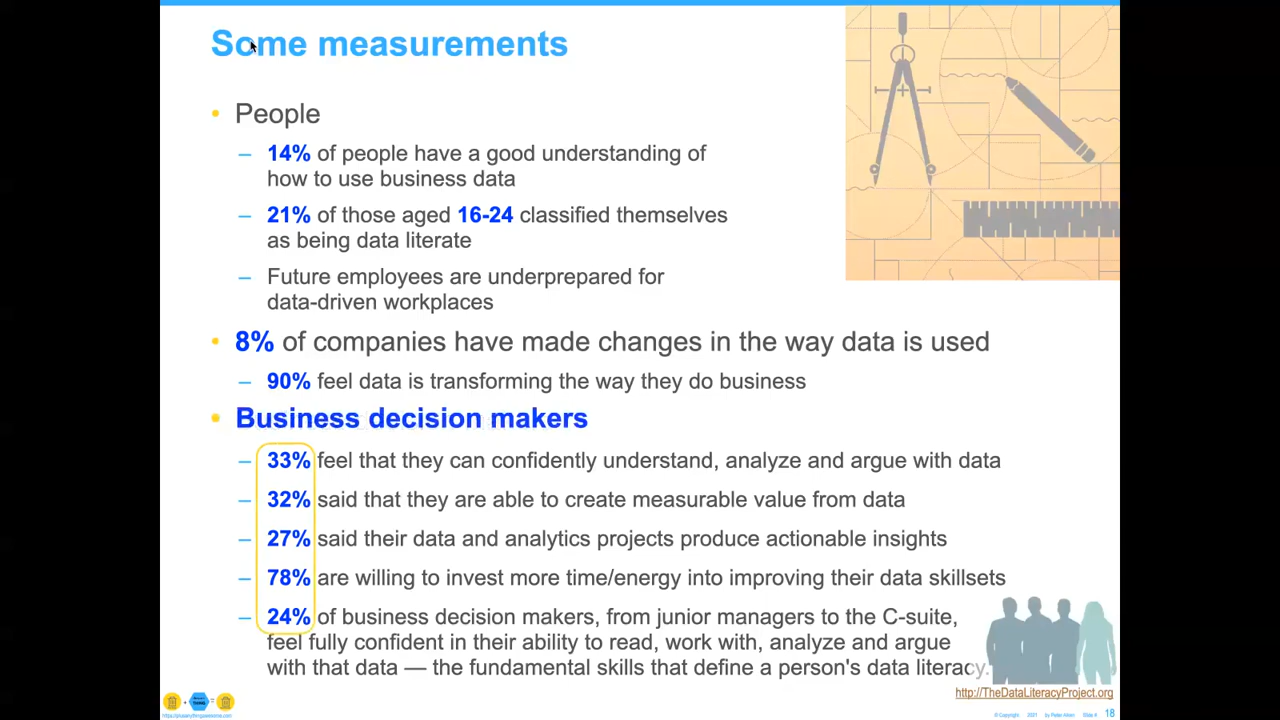 Some measurements
• People
– 14% of people have a good understanding of
how to use business data
– 21% of those aged 16-24 classified themselves
as being data literate
– Future employees are underprepared for
data-driven workplaces
• 8% of companies have made changes in the way data is used
– 90% feel data is transforming the way they do business
• Business decision makers
– 33% feel that they can confidently understand, analyze and argue with data
– 32% said that they are able to create measurable value from data
– 27% said their data and analytics projects produce actionable insights
– 78% are willing to invest more time/energy into improving their data skillsets
– 24% of business decision makers, from junior managers to the C-suite,
feel fully confident in their ability to read, work with, analyze and argue
with that data — the fundamental skills that define a person's data literacy.
http://TheDataLiteracyProject.org
© Copyright 2021 by Peter Aiken Slide # 18